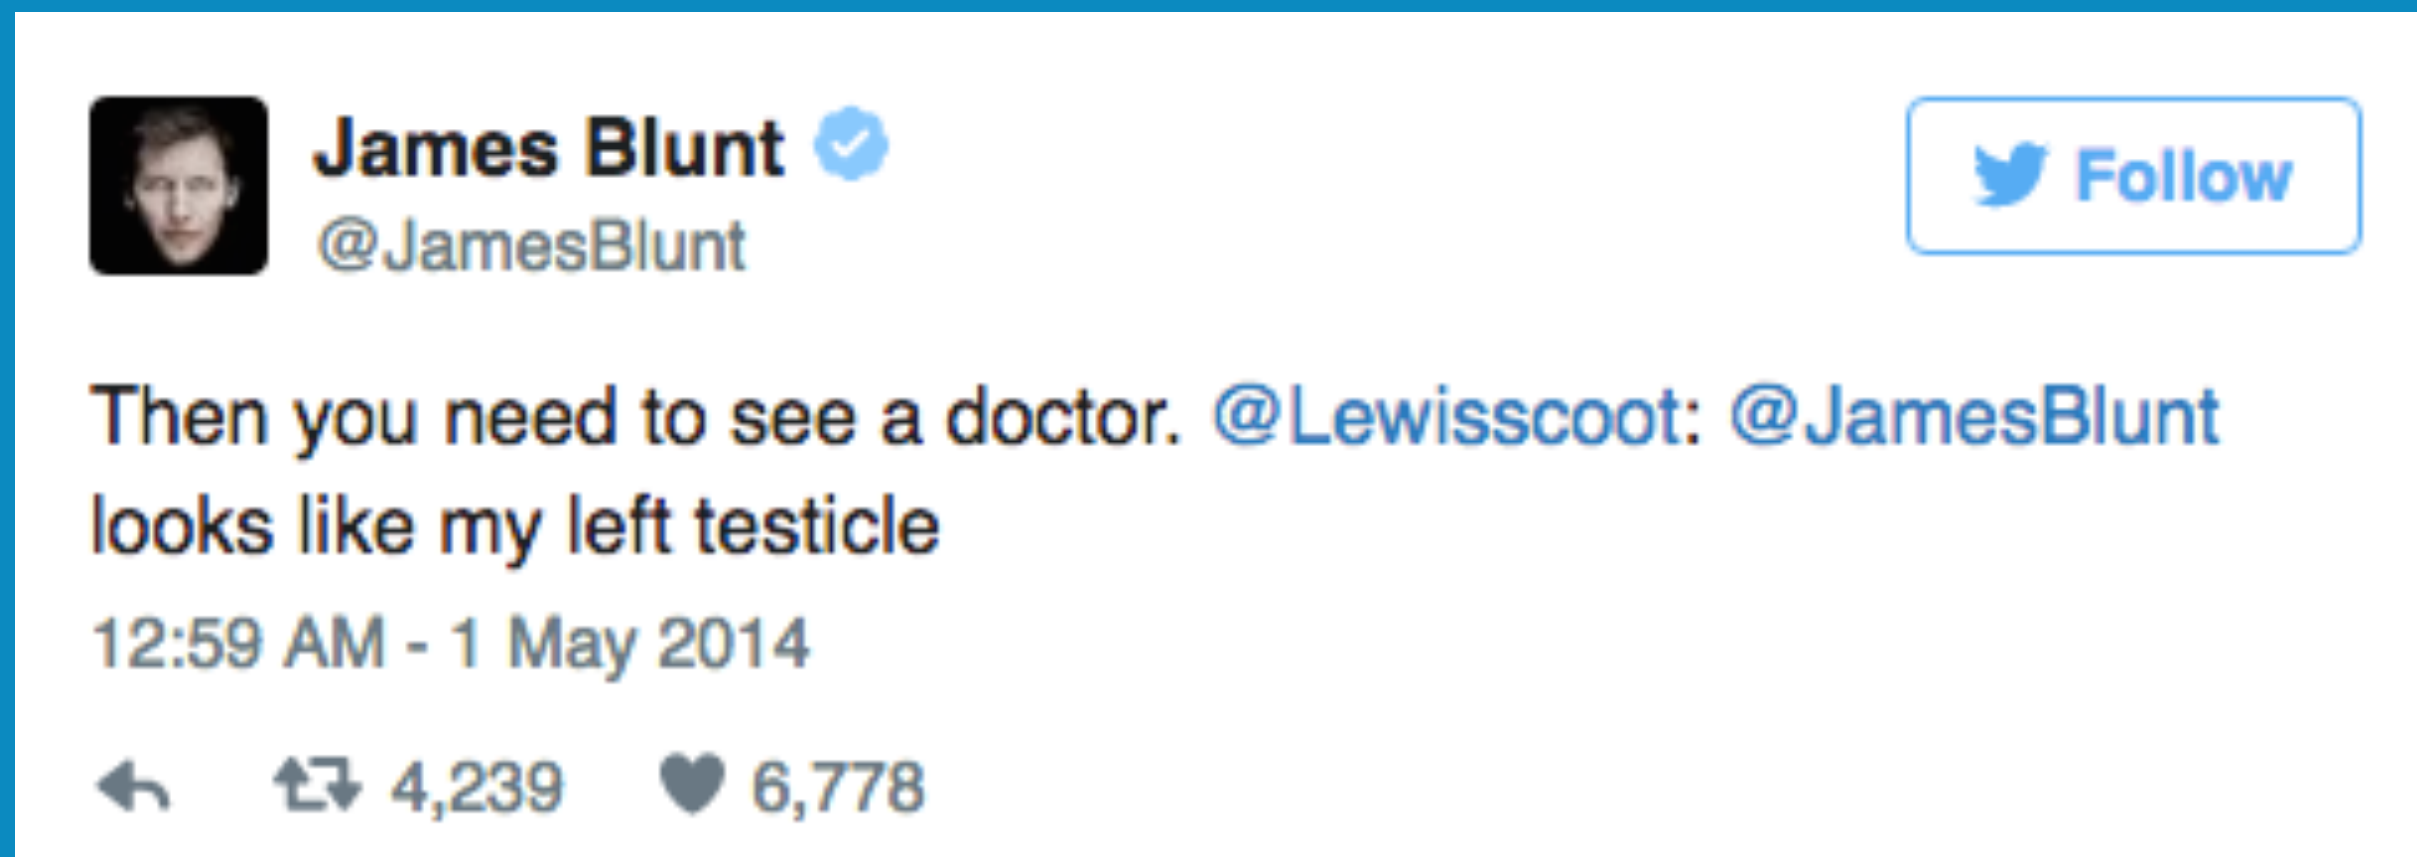 James Blunt
@JamesBlunt
Follow
Then you need to see a doctor. @Lewisscoot: @JamesBlunt
looks like my left testicle
12:59 AM - 1 May 2014
4,239 6,778